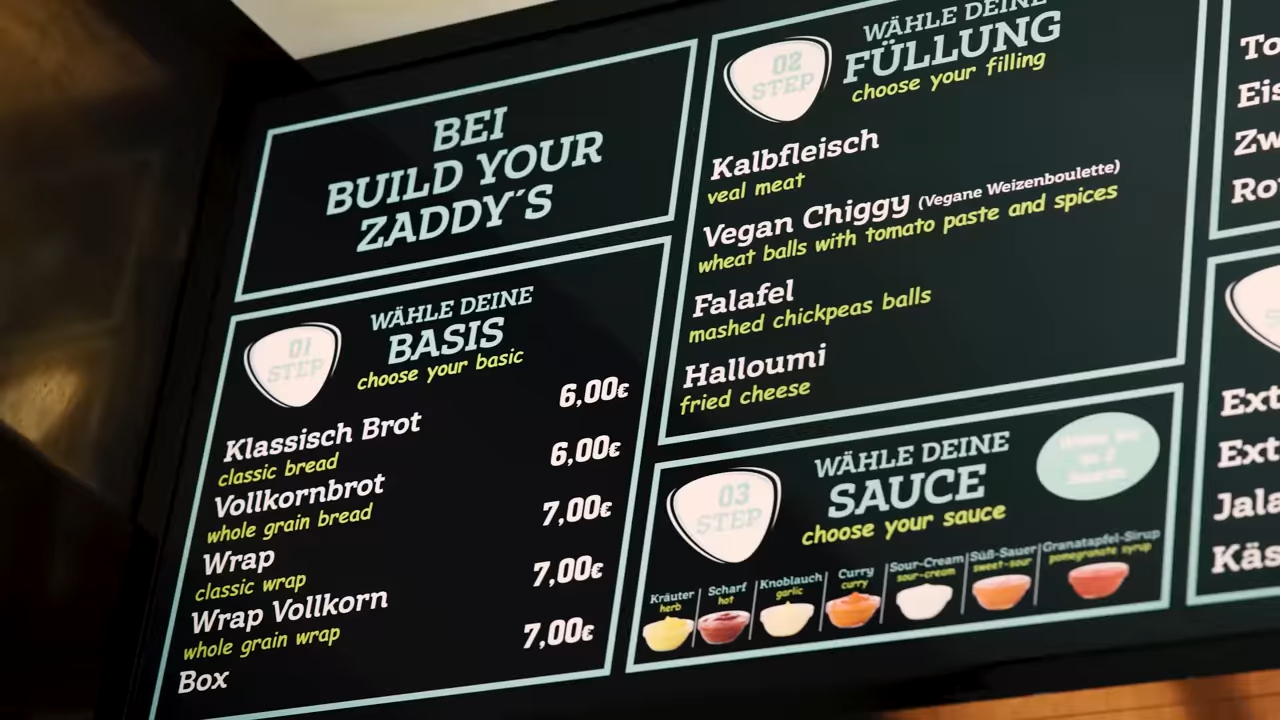 BEI
BUILD YOUR
ZADDY´S
01
STEP
WÄHLE DEINE
BASIS
choose your basic
Klassisch Brot 6,00€
classic bread
Vollkornbrot 6,00€
whole grain bread
Wrap 7,00€
classic wrap
Wrap Vollkorn 7,00€
whole grain wrap
Box 7,00€
02
STEP
WÄHLE DEINE
FÜLLUNG
choose your filling
Kalbfleisch
veal meat
Vegan Chiggy (Vegane Weizenboulette)
wheat balls with tomato paste and spices
Falafel
mashed chickpeas balls
Halloumi
fried cheese
03
STEP
WÄHLE DEINE
SAUCE
choose your sauce
Kräuter
herb
Scharf
hot
Knoblauch
garlic
Curry
curry
Sour-Cream
sour-cream
Süß-Sauer
sweet-sour
Granatapfel-Sirup
pomegranate syrup
To
Eis
Zw
Ro
Ext
Ext
Jala
Käs